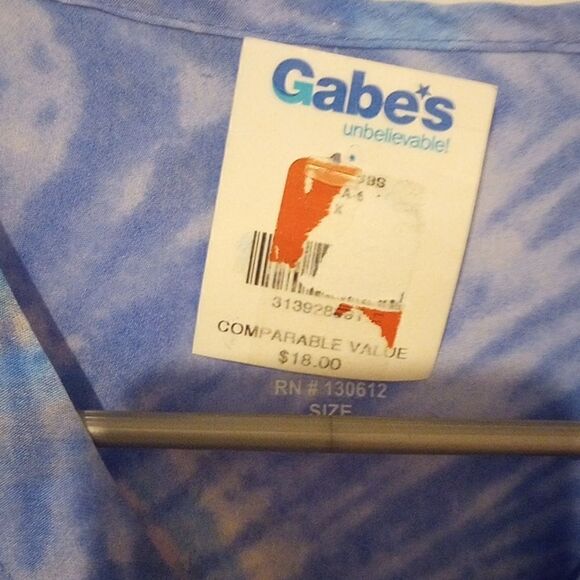 Gabe's
unbelievable!
COMPARABLE VALUE
$18.00
RN # 130612
SIZE